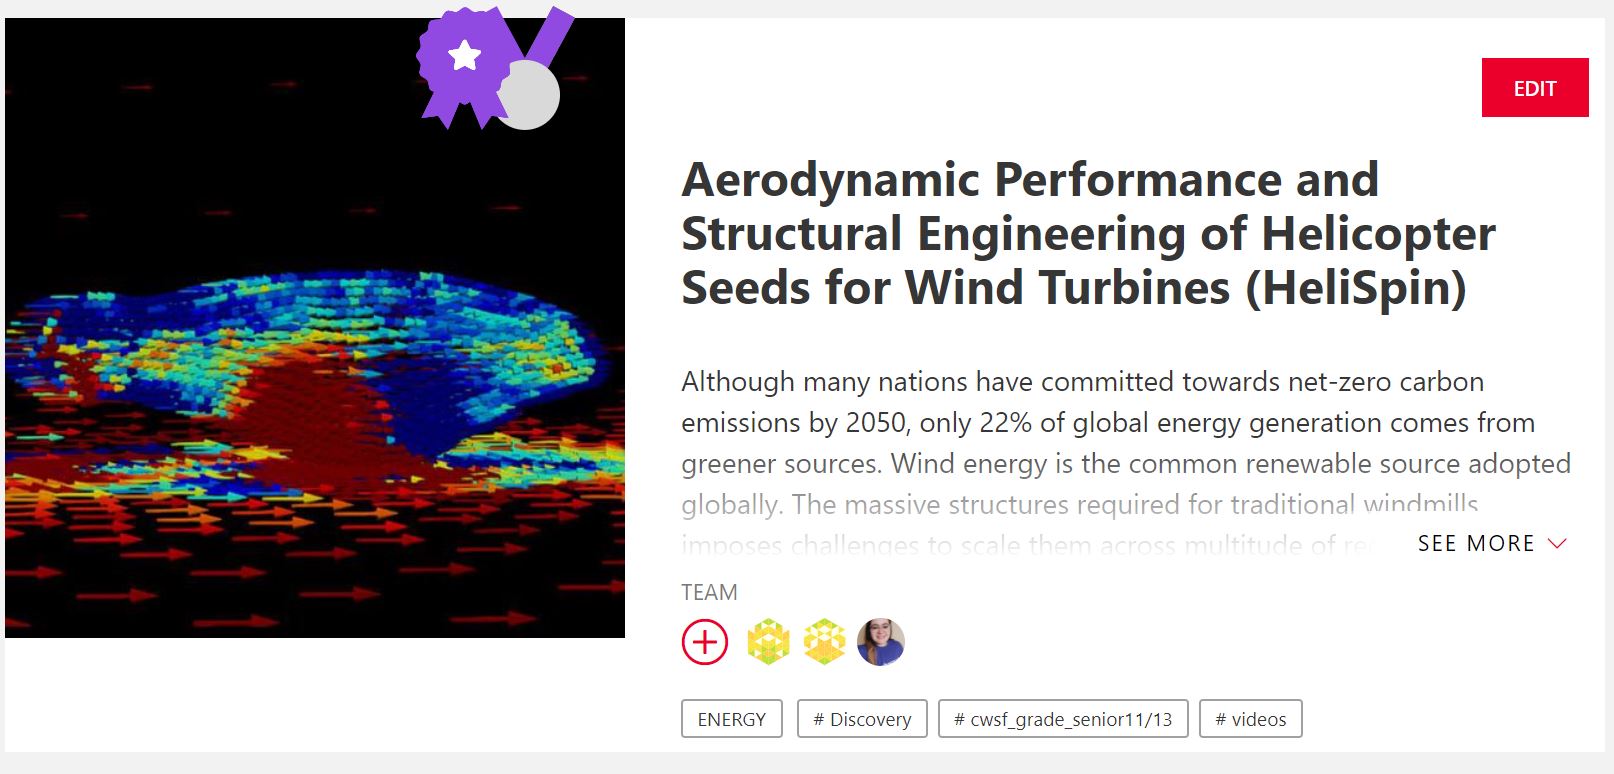 EDIT
Aerodynamic Performance and
Structural Engineering of Helicopter
Seeds for Wind Turbines (HeliSpin)
Although many nations have committed towards net-zero carbon
emissions by 2050, only 22% of global energy generation comes from
greener sources. Wind energy is the common renewable source adopted
globally. The massive structures required for traditional windmills
imposes challenges to scale them across multitude of
SEE MORE
TEAM
ENERGY
# Discovery
# cwsf_grade_senior11/13
# videos